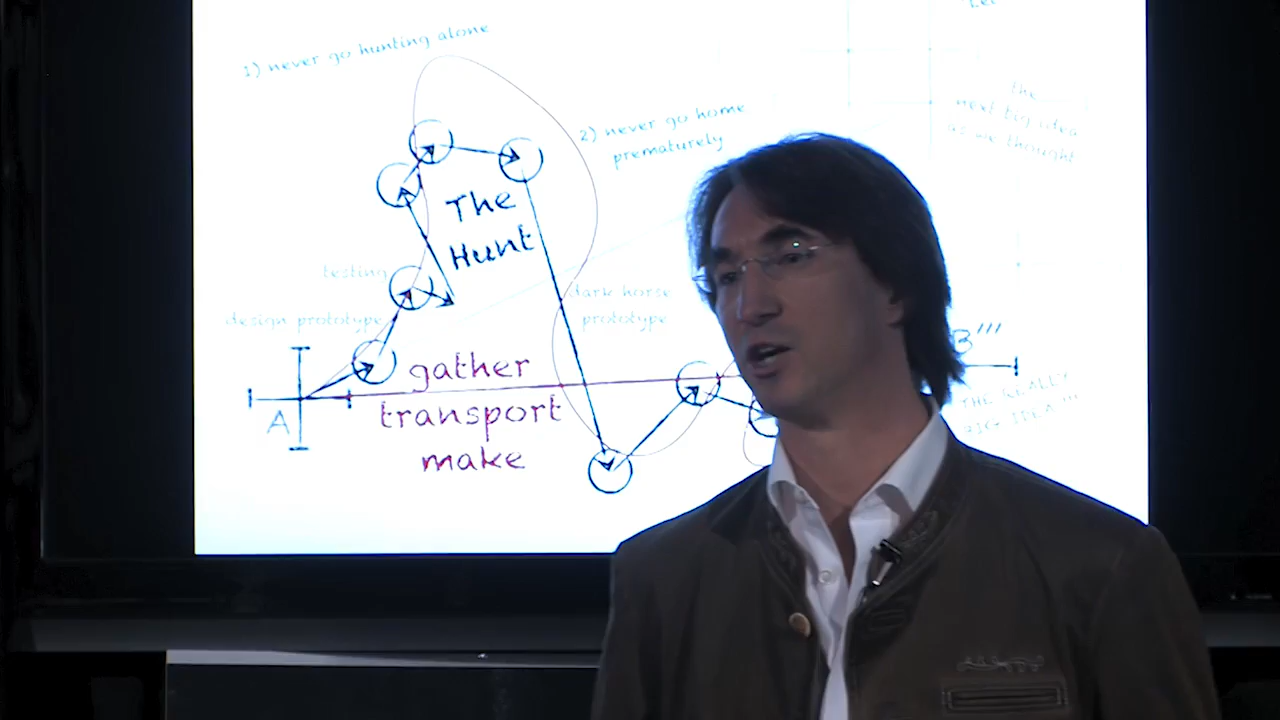 1) never go hunting alone
2) never go home
prematurely
the
next big idea
as we thought
The
Hunt
testing
design prototype
dark horse
prototype
gather
transport
make
A
B'''
THE REALLY
BIG IDEA!!!